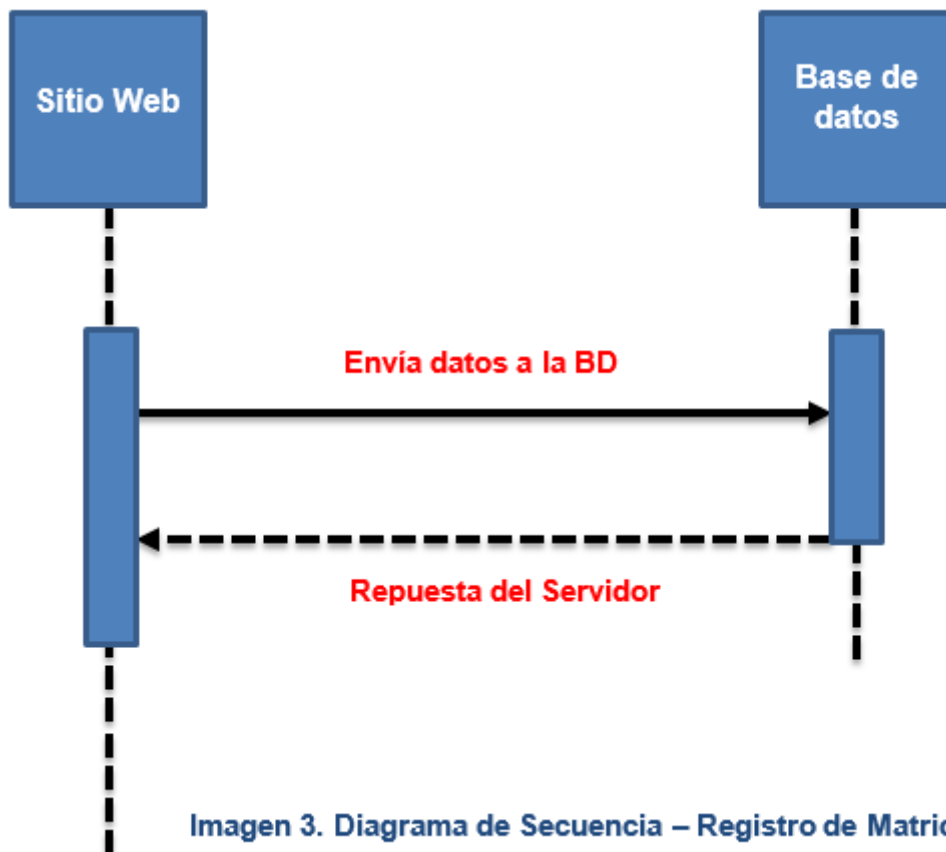 Sitio Web
Base de
datos
Envía datos a la BD
Repuesta del Servidor
Imagen 3. Diagrama de Secuencia – Registro de